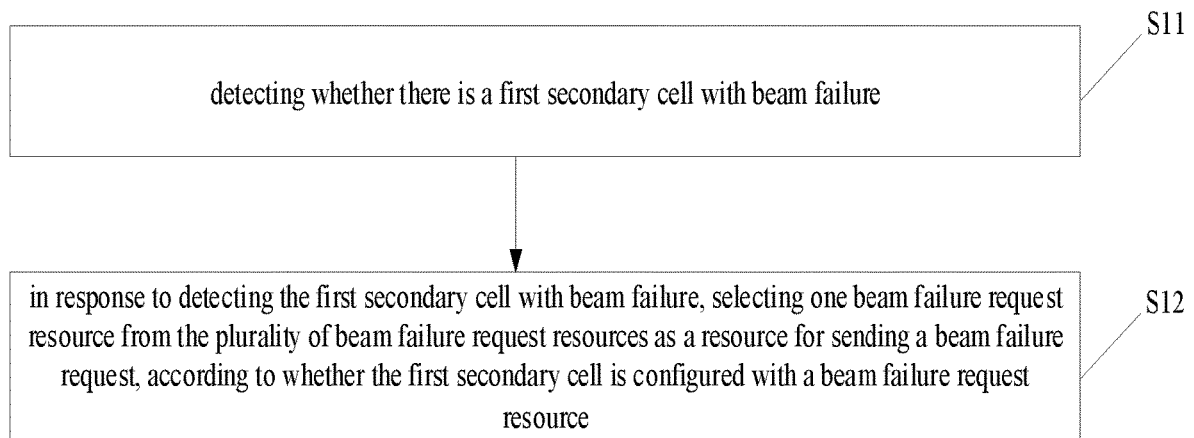 S11
detecting whether there is a first secondary cell with beam failure
S12
in response to detecting the first secondary cell with beam failure, selecting one beam failure request
resource from the plurality of beam failure request resources as a resource for sending a beam failure
request, according to whether the first secondary cell is configured with a beam failure request
resource